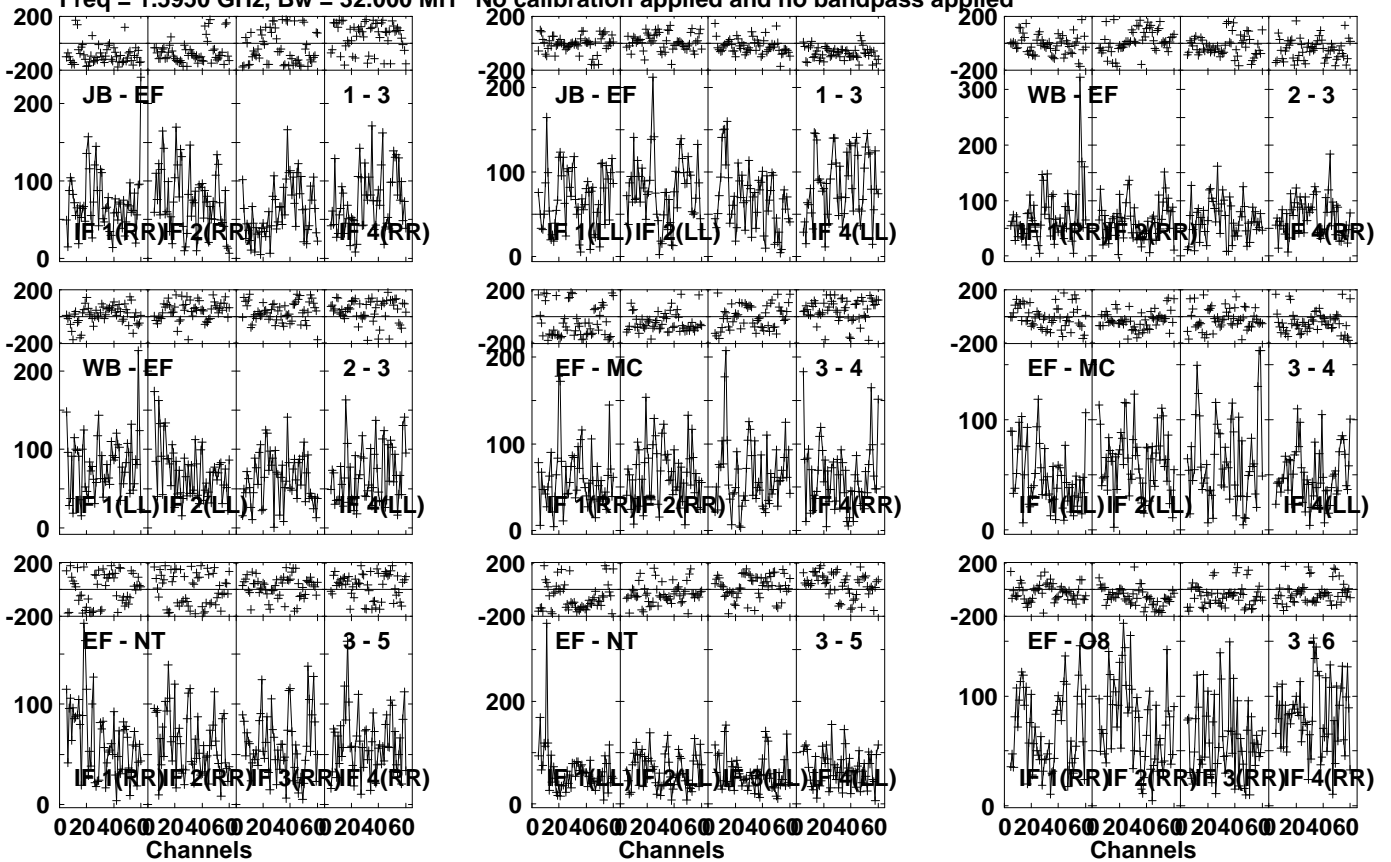 Freq = 1.5950 GHz, Bw = 32.000 MH No calibration applied and no bandpass applied
200
-200
200
JB - EF
1 - 3
100
IF 1(RR) IF 2(RR) IF 4(RR)
0
200
-200
200
JB - EF
1 - 3
100
IF 1(LL) IF 2(LL) IF 4(LL)
0
200
-200
300
WB - EF
2 - 3
200
100
IF 1(RR) IF 2(RR) IF 4(RR)
0
200
-200
200
WB - EF
2 - 3
100
IF 1(LL) IF 2(LL) IF 4(LL)
0
200
-200
200
EF - MC
3 - 4
100
IF 1(RR) IF 2(RR) IF 4(RR)
0
200
-200
EF - MC
3 - 4
100
IF 1(LL) IF 2(LL) IF 4(LL)
0
200
-200
EF - NT
3 - 5
100
IF 1(RR) IF 2(RR) IF 3(RR) IF 4(RR)
0
0 20 40 60 0 20 40 60 0 20 40 60 0 20 40 60
Channels
200
-200
EF - NT
3 - 5
200
IF 1(LL) IF 2(LL) IF 3(LL) IF 4(LL)
0
0 20 40 60 0 20 40 60 0 20 40 60 0 20 40 60
Channels
200
-200
EF - O8
3 - 6
100
IF 1(RR) IF 2(RR) IF 3(RR) IF 4(RR)
0
0 20 40 60 0 20 40 60 0 20 40 60 0 20 40 60
Channels